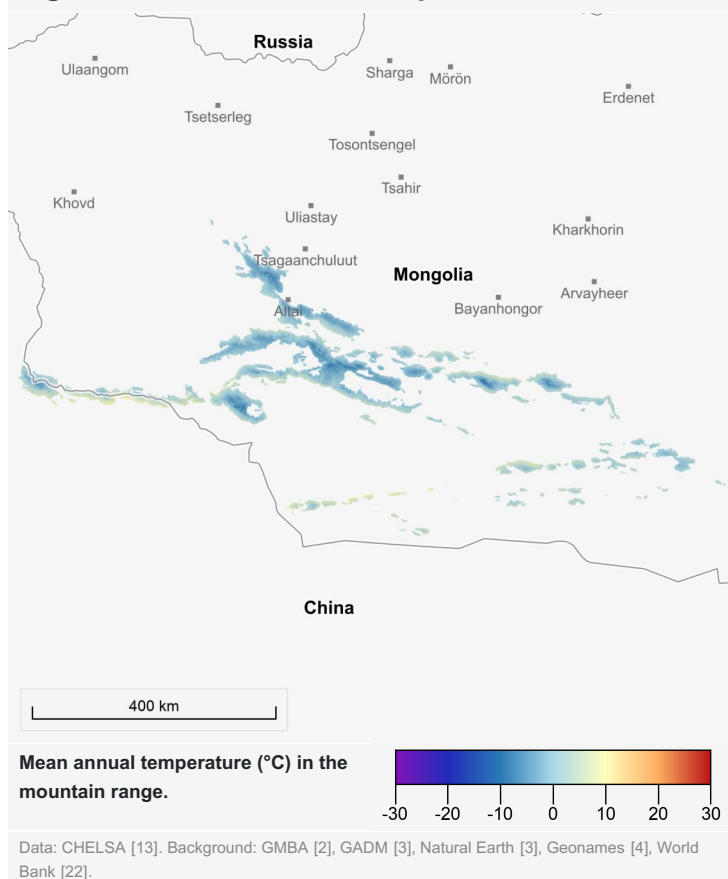 Russia
Ulaangom
Sharga
Mörön
Erdenet
Tsetserleg
Tosontsengel
Tsahir
Khovd
Uliastay
Kharkhorin
Tsagaanchuluut
Mongolia
Arvayheer
Bayanhongor
Altai
China
400 km
Mean annual temperature (°C) in the
mountain range.
-30 -20 -10 0 10 20 30
Data: CHELSA [13]. Background: GMBA [2], GADM [3], Natural Earth [3], Geonames [4], World
Bank [22].